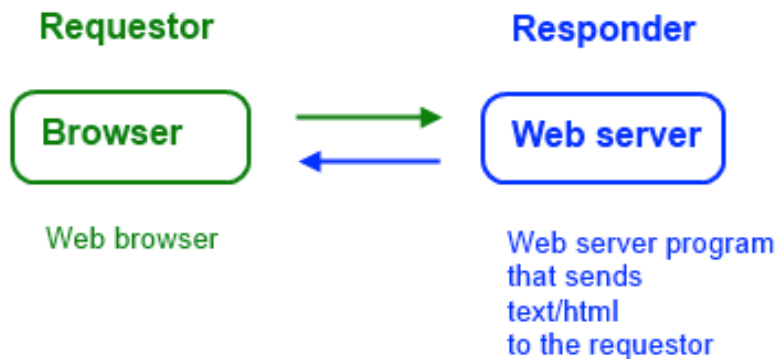 Requestor
Responder
Browser
Web server
Web browser
Web server program
that sends
text/html
to the requestor